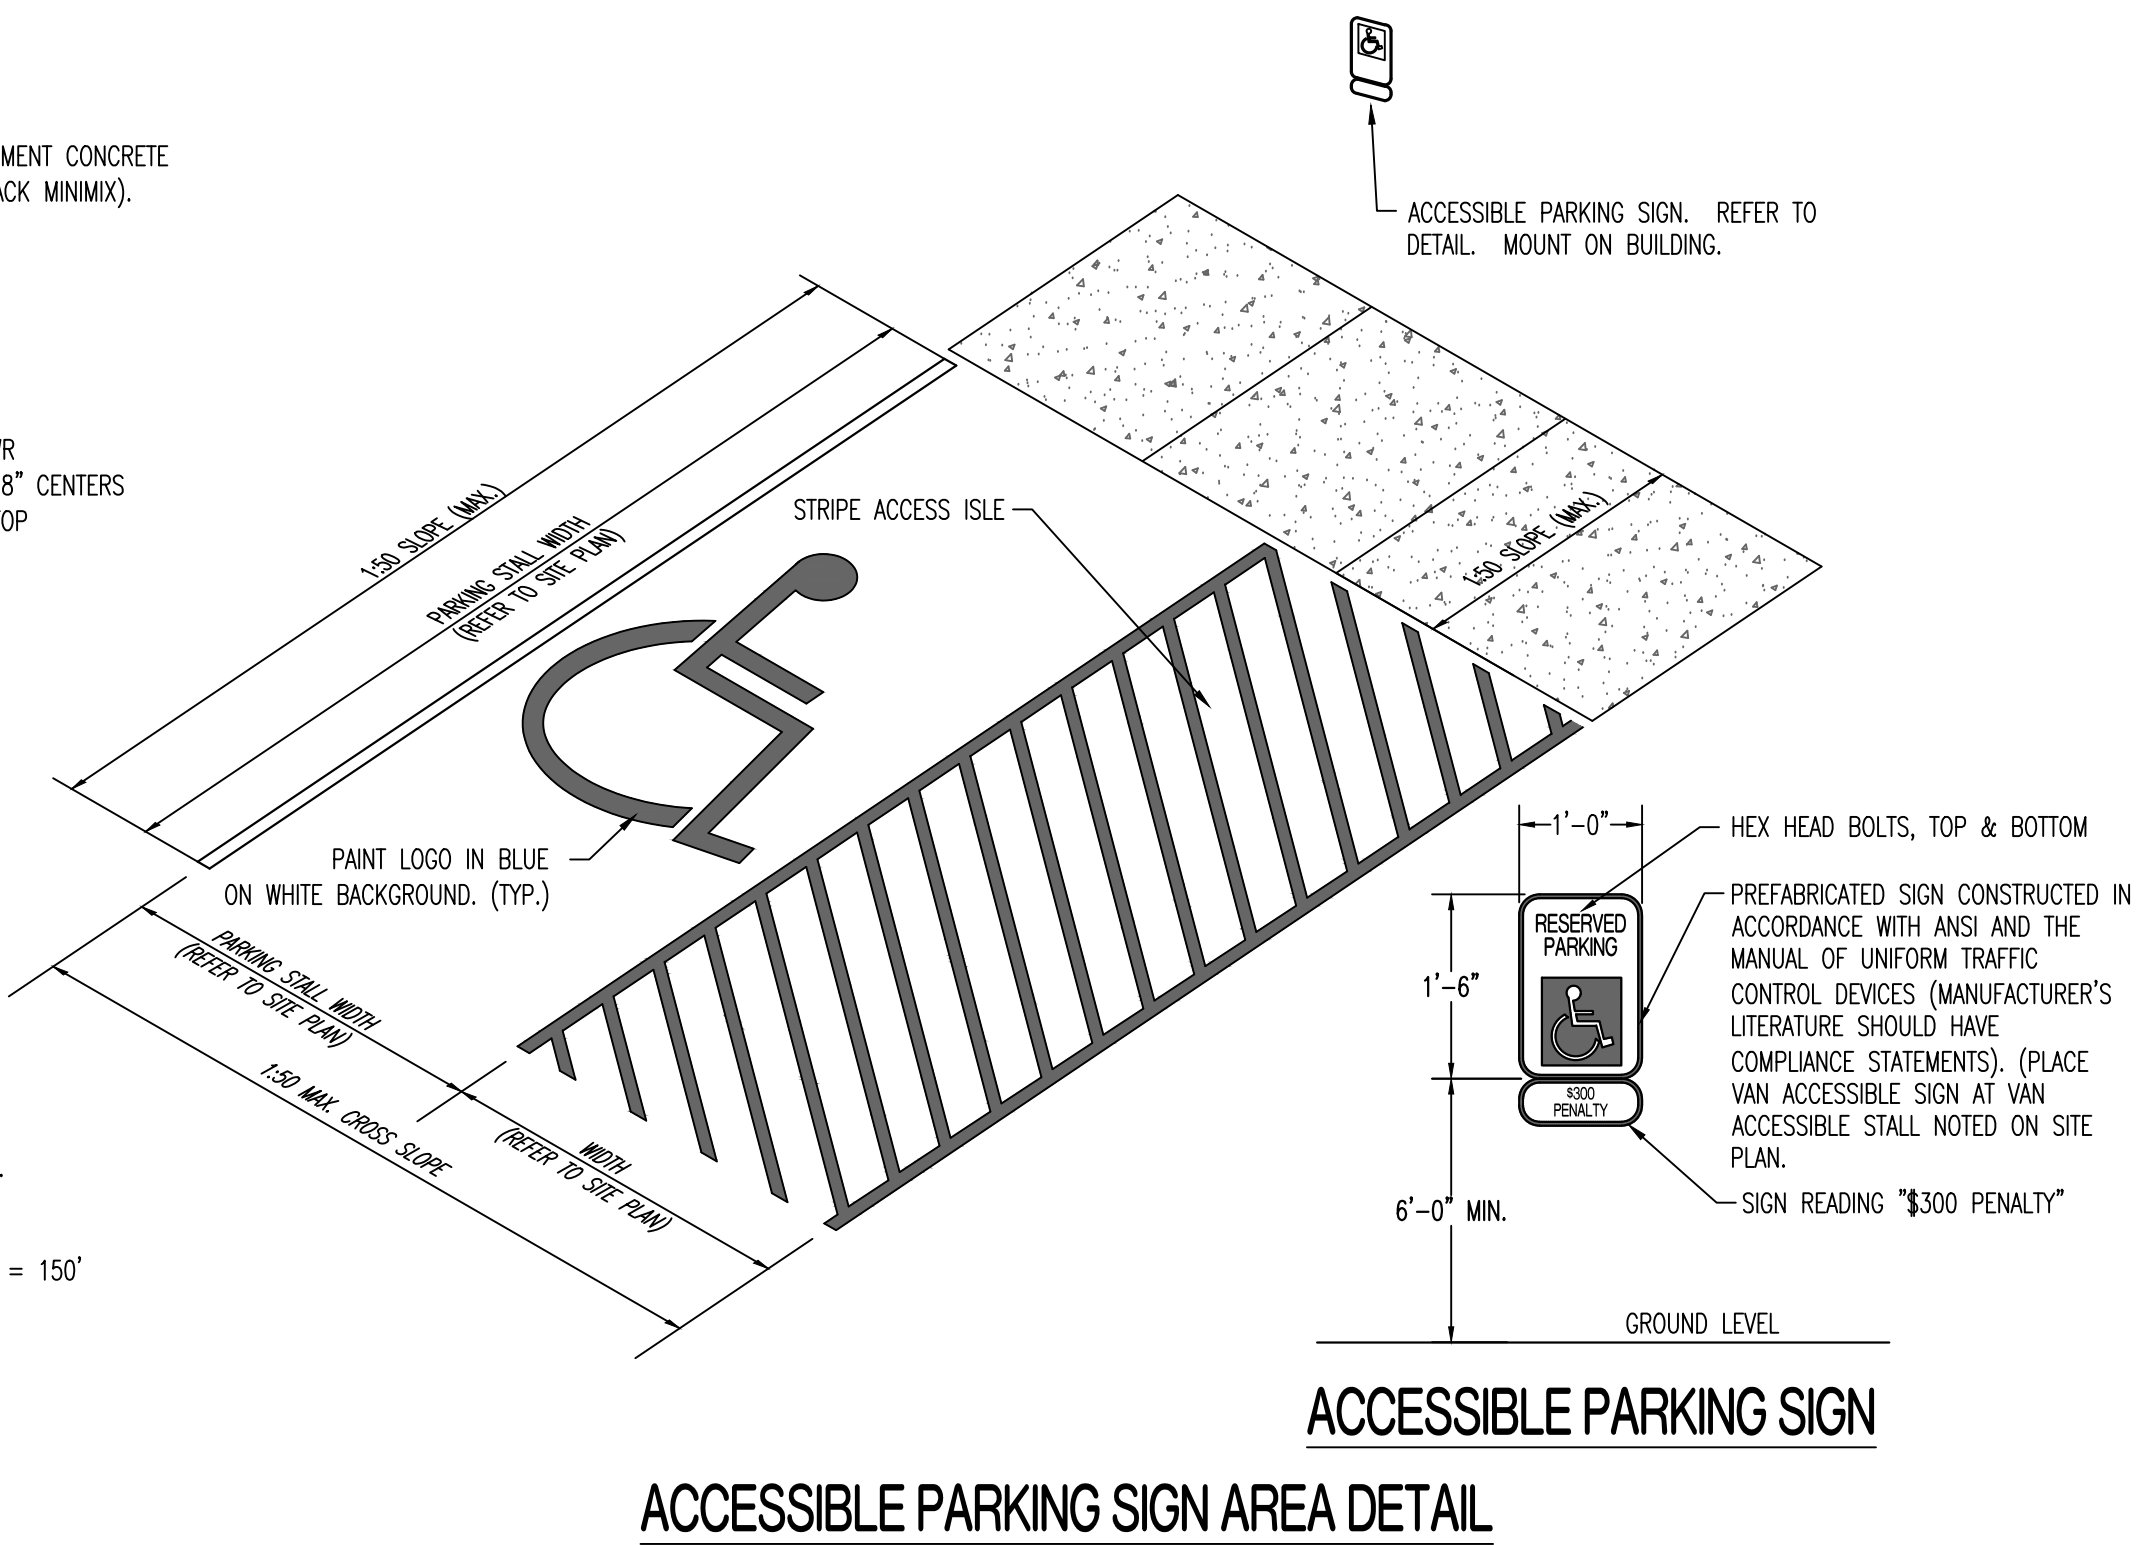 MENT CONCRETE
ACK MINIMIX).
ACCESSIBLE PARKING SIGN. REFER TO
DETAIL. MOUNT ON BUILDING.
8" CENTERS
TOP
1:50 SLOPE (MAX.)
PARKING STALL WIDTH
(REFER TO SITE PLAN)
STRIPE ACCESS ISLE
1:50 SLOPE (MAX.)
PAINT LOGO IN BLUE
ON WHITE BACKGROUND. (TYP.)
PARKING STALL WIDTH
(REFER TO SITE PLAN)
1:50 MAX. CROSS SLOPE
WIDTH
(REFER TO SITE PLAN)
= 150'
1'-0"
HEX HEAD BOLTS, TOP & BOTTOM
1'-6"
RESERVED
PARKING
$300
PENALTY
PREFABRICATED SIGN CONSTRUCTED IN
ACCORDANCE WITH ANSI AND THE
MANUAL OF UNIFORM TRAFFIC
CONTROL DEVICES (MANUFACTURER'S
LITERATURE SHOULD HAVE
COMPLIANCE STATEMENTS). (PLACE
VAN ACCESSIBLE SIGN AT VAN
ACCESSIBLE STALL NOTED ON SITE
PLAN.
SIGN READING "$300 PENALTY"
6'-0" MIN.
GROUND LEVEL
ACCESSIBLE PARKING SIGN
ACCESSIBLE PARKING SIGN AREA DETAIL